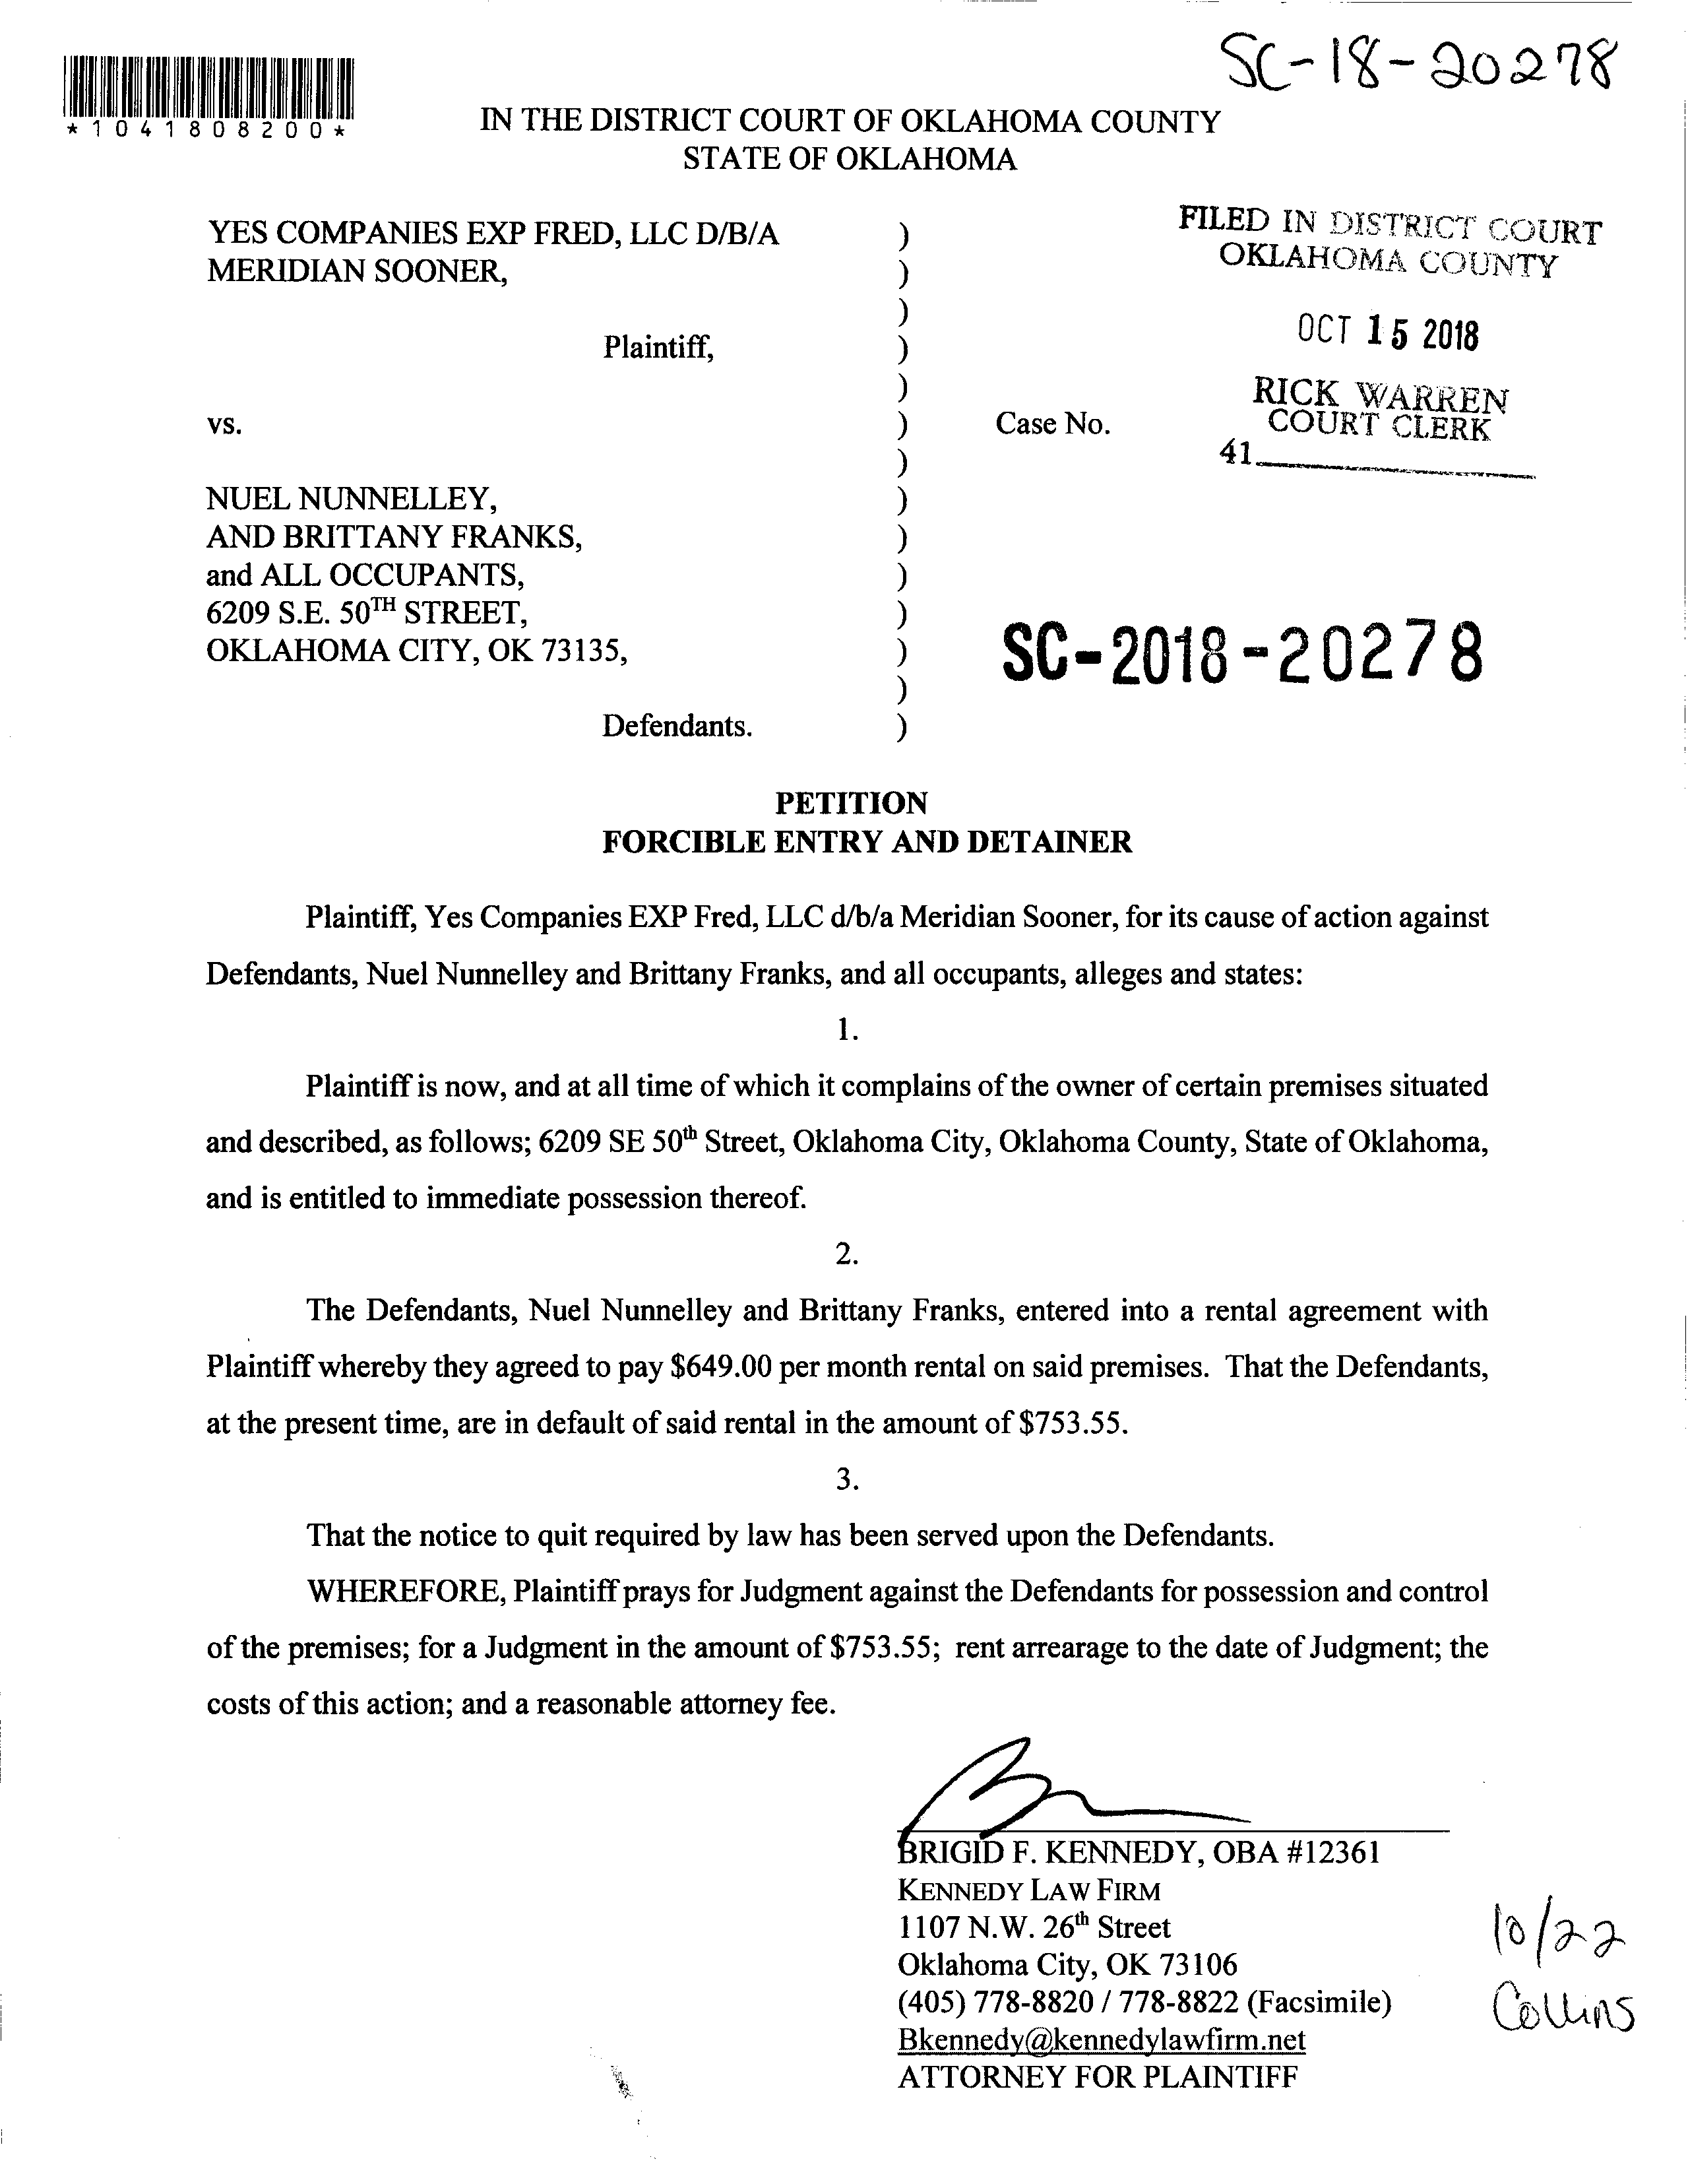 SC-18-20278
*1041808200*
IN THE DISTRICT COURT OF OKLAHOMA COUNTY
STATE OF OKLAHOMA
YES COMPANIES EXP FRED, LLC D/B/A )
MERIDIAN SOONER, )
)
Plaintiff, )
)
vs. ) Case No.
)
NUEL NUNNELLEY, )
AND BRITTANY FRANKS, )
and ALL OCCUPANTS, )
6209 S.E. 50TH STREET, )
OKLAHOMA CITY, OK 73135, )
)
Defendants. )
FILED IN DISTRICT COURT
OKLAHOMA COUNTY
OCT 15 2018
RICK WARREN
COURT CLERK
41
SC-2018-20278
PETITION
FORCIBLE ENTRY AND DETAINER
Plaintiff, Yes Companies EXP Fred, LLC d/b/a Meridian Sooner, for its cause of action against
Defendants, Nuel Nunnelley and Brittany Franks, and all occupants, alleges and states:
1.
Plaintiff is now, and at all time of which it complains of the owner of certain premises situated
and described, as follows; 6209 SE 50th Street, Oklahoma City, Oklahoma County, State of Oklahoma,
and is entitled to immediate possession thereof.
2.
The Defendants, Nuel Nunnelley and Brittany Franks, entered into a rental agreement with
Plaintiff whereby they agreed to pay $649.00 per month rental on said premises. That the Defendants,
at the present time, are in default of said rental in the amount of $753.55.
3.
That the notice to quit required by law has been served upon the Defendants.
WHEREFORE, Plaintiff prays for Judgment against the Defendants for possession and control
of the premises; for a Judgment in the amount of $753.55; rent arrearage to the date of Judgment; the
costs of this action; and a reasonable attorney fee.
BRIGID F. KENNEDY, OBA #12361
KENNEDY LAW FIRM
1107 N.W. 26th Street
Oklahoma City, OK 73106
(405) 778-8820 / 778-8822 (Facsimile)
Bkennedy@kennedylawfirm.net
ATTORNEY FOR PLAINTIFF
10/22
Collins